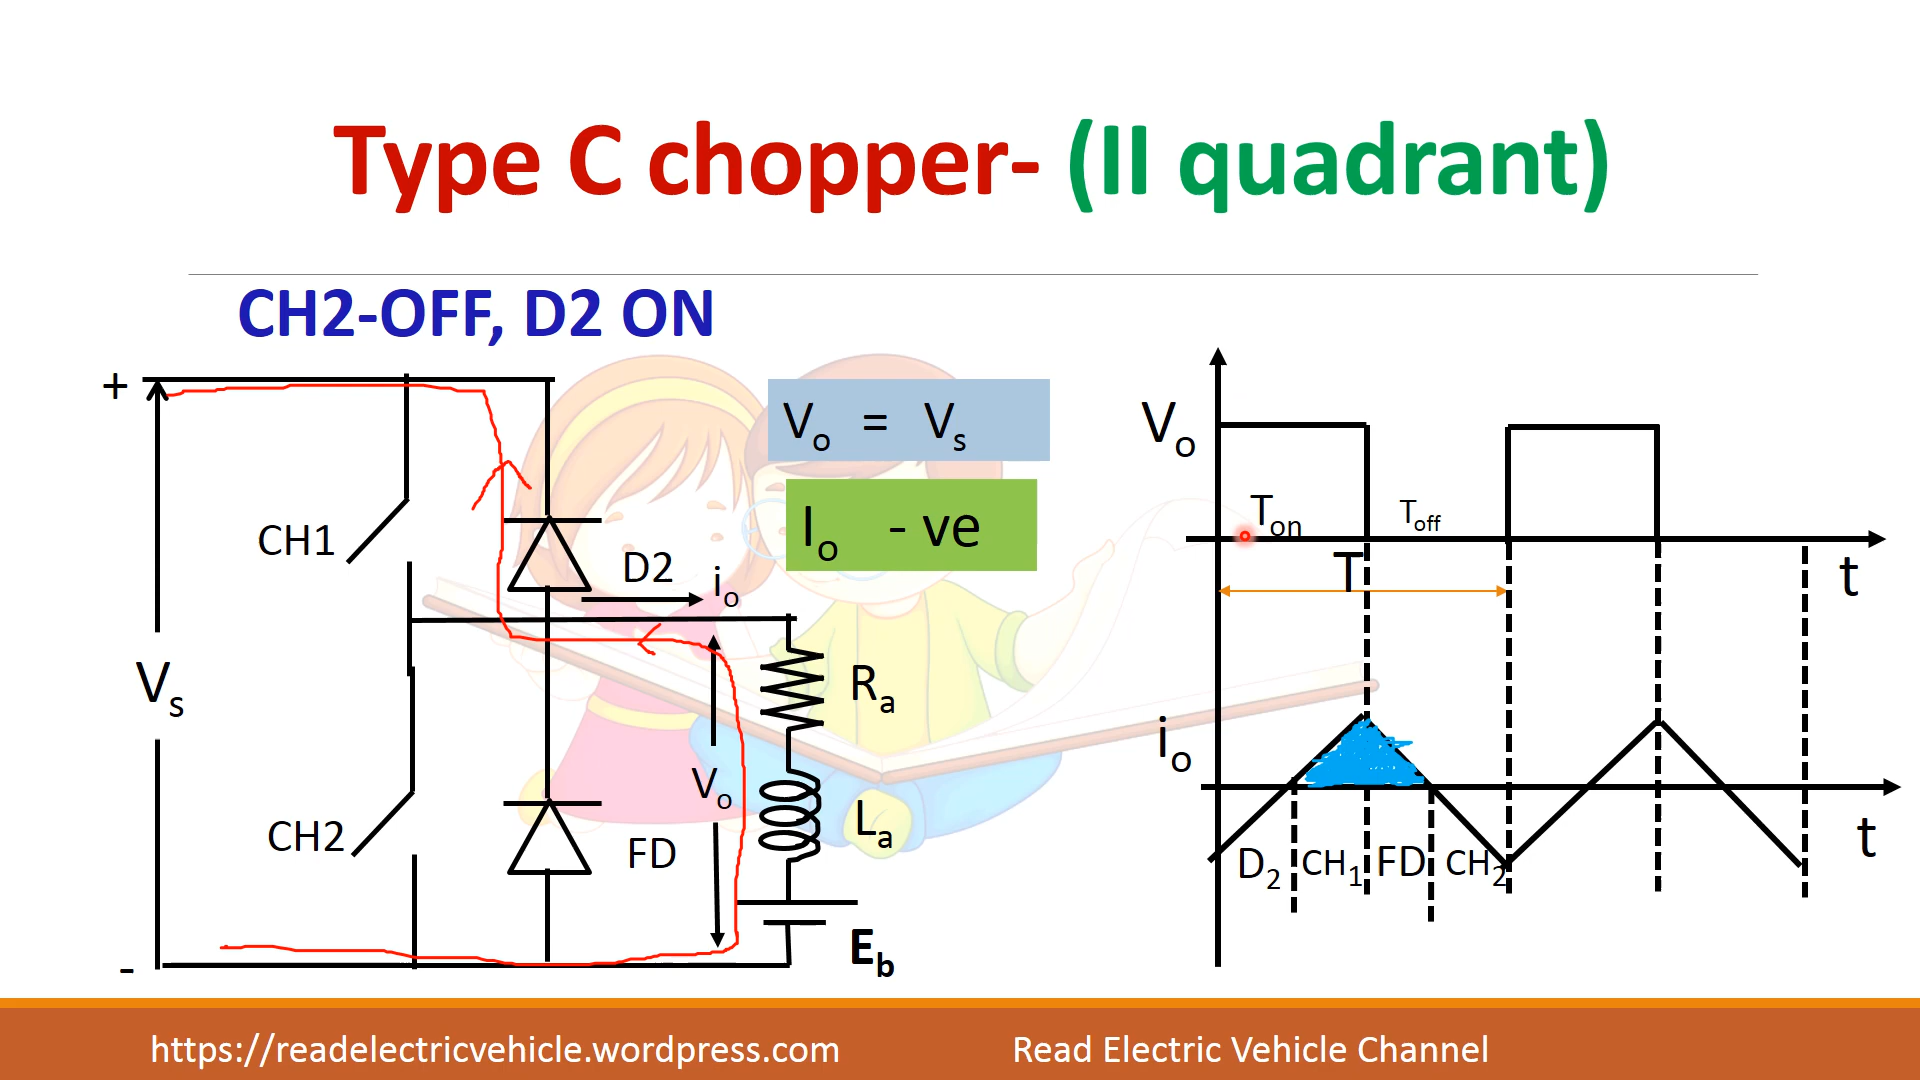 Type C chopper- (II quadrant)
CH2-OFF, D2 ON
+
Vo = Vs
Vo
Io - ve
Ton
Toff
CH1
D2
io
T
t
Vs
Ra
io
Vo
La
CH2
FD
D2
CH1
FD
CH2
t
Eb
-
https://readelectricvehicle.wordpress.com
Read Electric Vehicle Channel